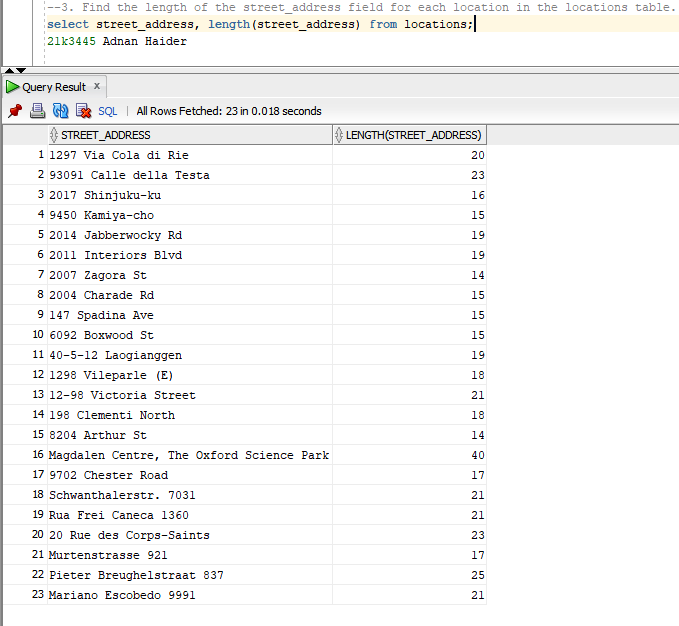 --3. Find the length of the street_address field for each location in the locations table.
select street_address, length(street_address) from locations;
21k3445 Adnan Haider
Query Result x
SQL | All Rows Fetched: 23 in 0.018 seconds
STREET_ADDRESS LENGTH(STREET_ADDRESS)
1 1297 Via Cola di Rie 20
2 93091 Calle della Testa 23
3 2017 Shinjuku-ku 16
4 9450 Kamiya-cho 15
5 2014 Jabberwocky Rd 19
6 2011 Interiors Blvd 19
7 2007 Zagora St 14
8 2004 Charade Rd 15
9 147 Spadina Ave 15
10 6092 Boxwood St 15
11 40-5-12 Laogianggen 19
12 1298 Vileparle (E) 18
13 12-98 Victoria Street 21
14 198 Clementi North 18
15 8204 Arthur St 14
16 Magdalen Centre, The Oxford Science Park 40
17 9702 Chester Road 17
18 Schwanthalerstr. 7031 21
19 Rua Frei Caneca 1360 21
20 20 Rue des Corps-Saints 23
21 Murtenstrasse 921 17
22 Pieter Breughelstraat 837 25
23 Mariano Escobedo 9991 21